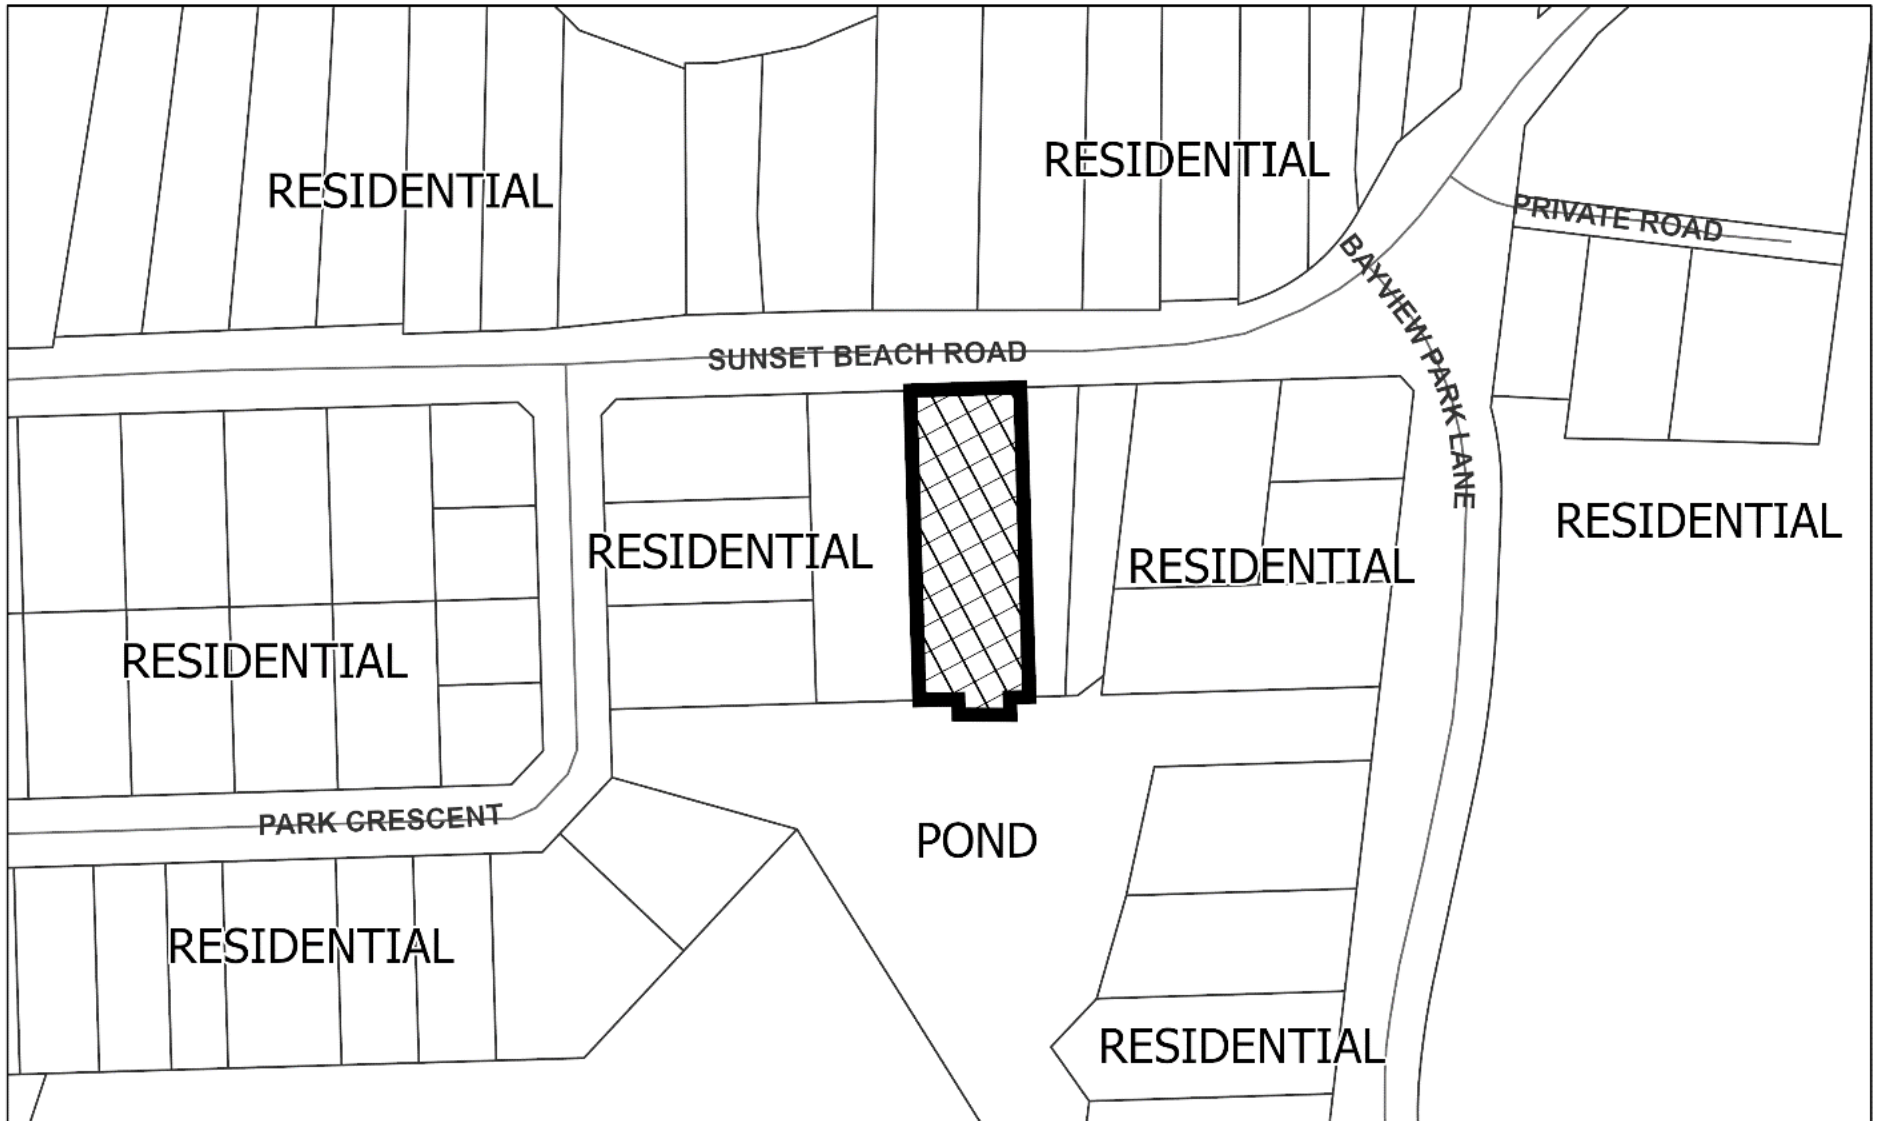 RESIDENTIAL
RESIDENTIAL
PRIVATE ROAD
BAYVIEW PARK LANE
SUNSET BEACH ROAD
RESIDENTIAL
RESIDENTIAL
RESIDENTIAL
RESIDENTIAL
PARK CRESCENT
POND
RESIDENTIAL
RESIDENTIAL